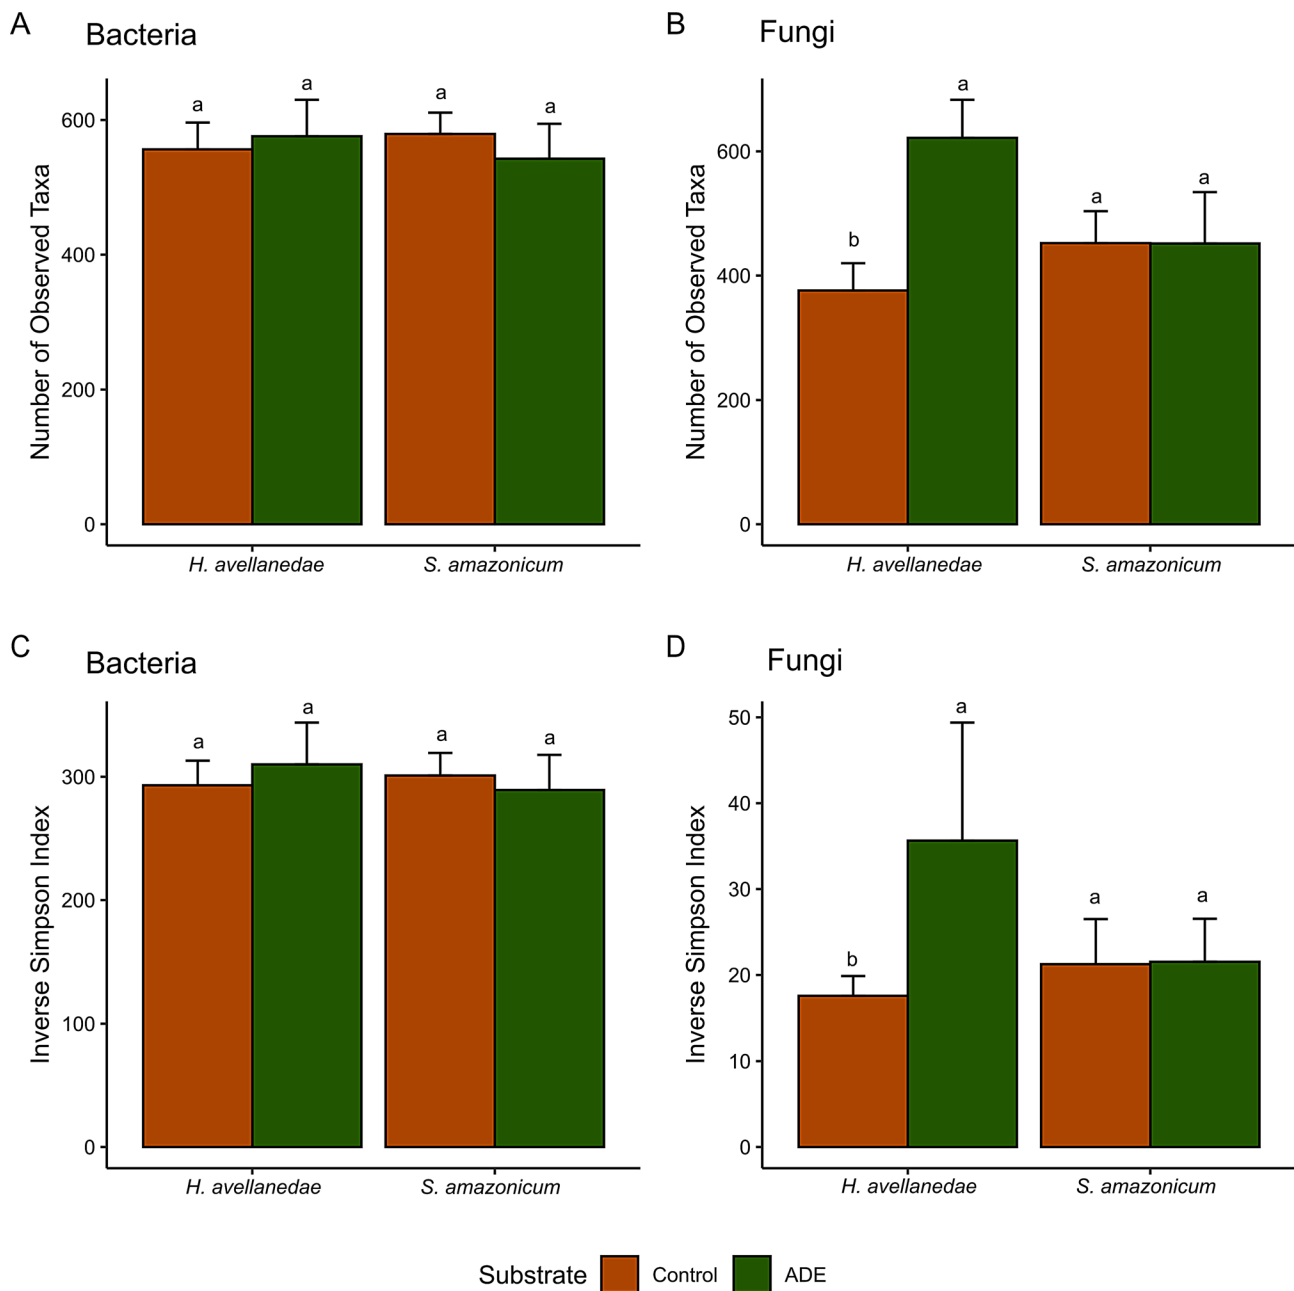 A
Bacteria
Number of Observed Taxa
600
400
200
0
a
a
a
a
H. avellanedae
S. amazonicum
B
Fungi
Number of Observed Taxa
600
400
200
0
b
a
a
a
H. avellanedae
S. amazonicum
C
Bacteria
Inverse Simpson Index
300
200
100
0
a
a
a
a
H. avellanedae
S. amazonicum
D
Fungi
Inverse Simpson Index
50
40
30
20
10
0
b
a
a
a
H. avellanedae
S. amazonicum
Substrate Control ADE